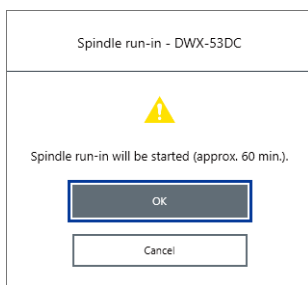 Spindle run-in - DWX-53DC
Spindle run-in will be started (approx. 60 min.).
OK
Cancel